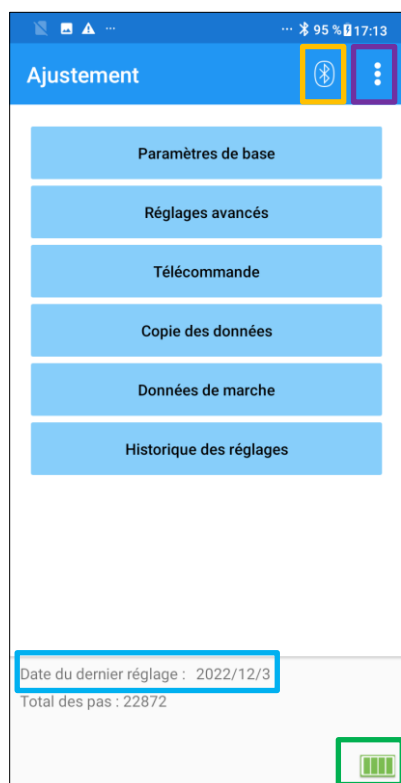 ··· ··· 95 % 17:13
Ajustement
Paramètres de base
Réglages avancés
Télécommande
Copie des données
Données de marche
Historique des réglages
Date du dernier réglage : 2022/12/3
Total des pas : 22872